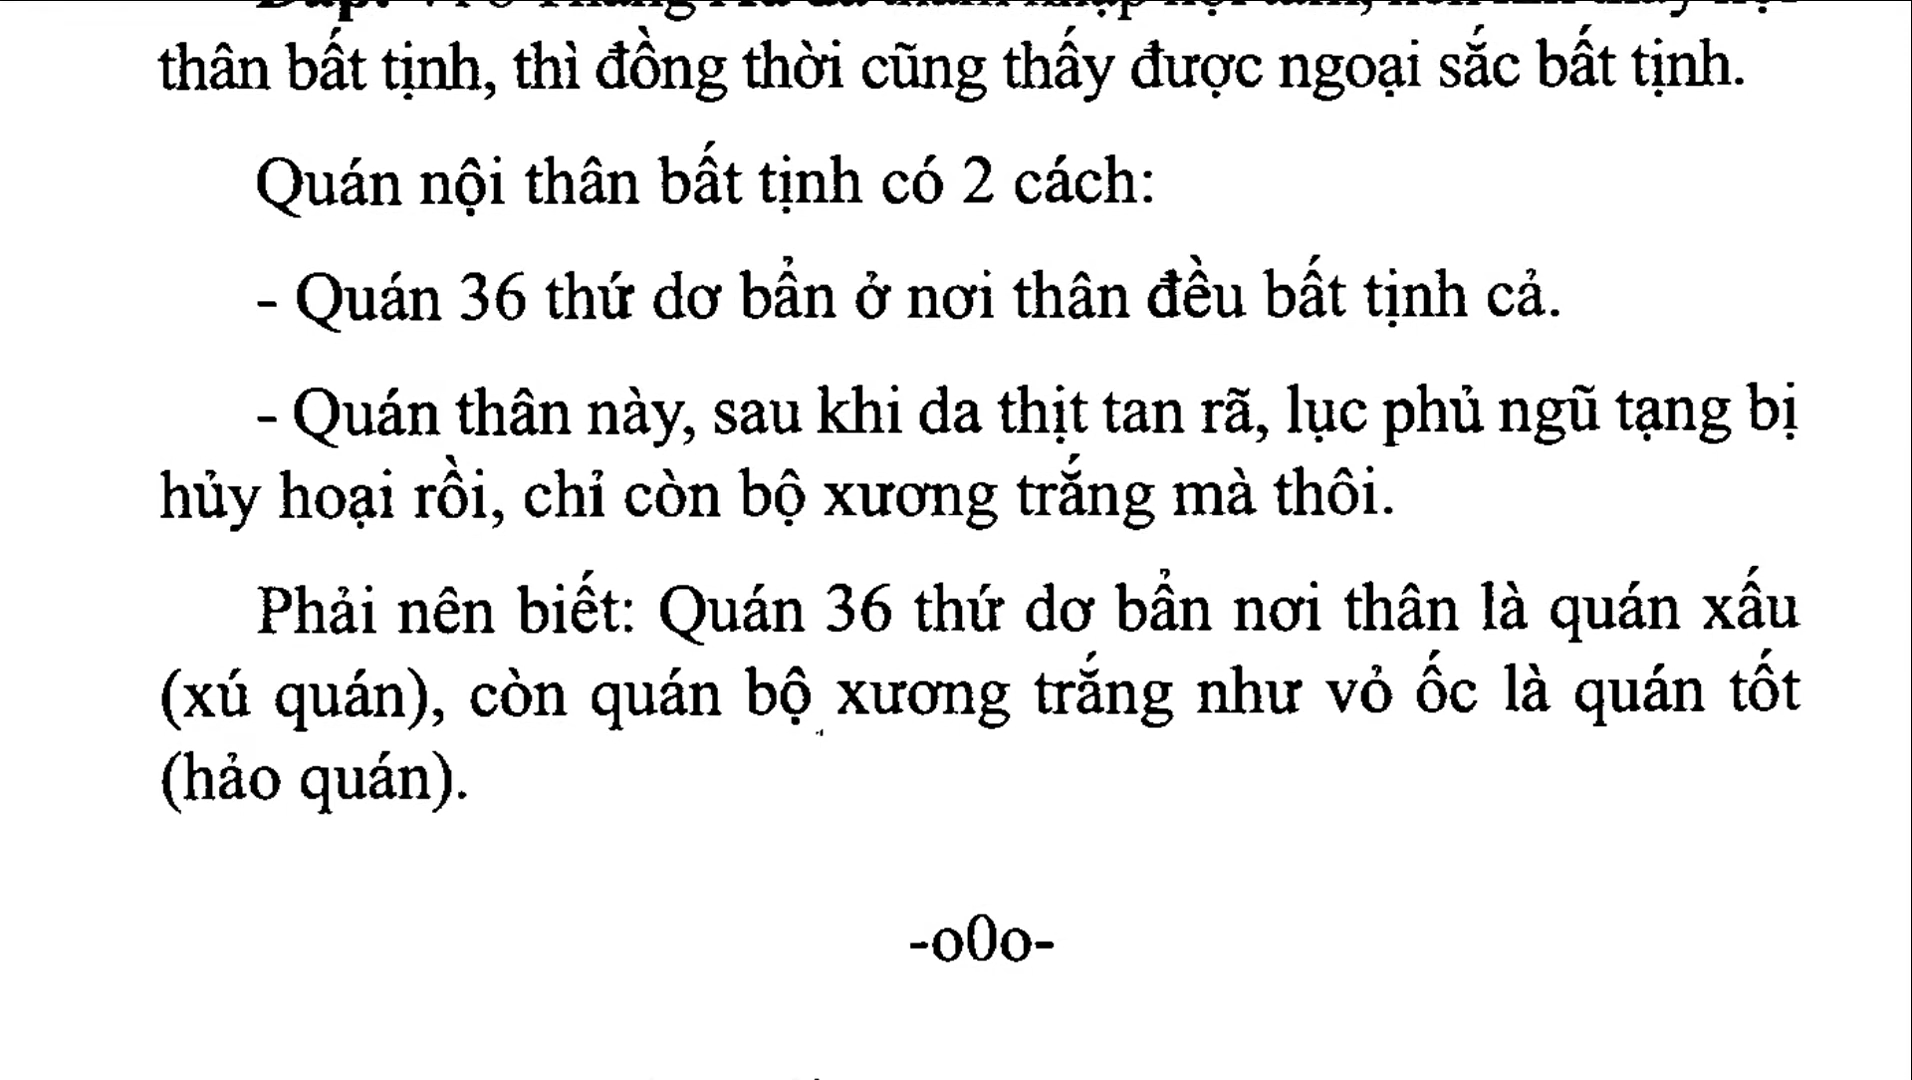 thân bất tịnh, thì đồng thời cũng thấy được ngoại sắc bất tịnh.
Quán nội thân bất tịnh có 2 cách:
- Quán 36 thứ dơ bẩn ở nơi thân đều bất tịnh cả.
- Quán thân này, sau khi da thịt tan rã, lục phủ ngũ tạng bị
hủy hoại rồi, chỉ còn bộ xương trắng mà thôi.
Phải nên biết: Quán 36 thứ dơ bẩn nơi thân là quán xấu
(xú quán), còn quán bộ xương trắng như vỏ ốc là quán tốt
(hảo quán).
-o0o-